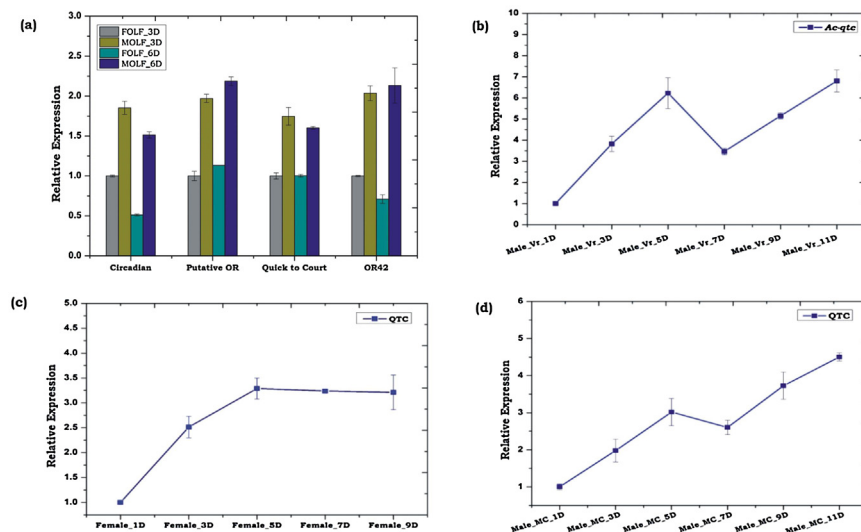 (a)
Relative Expression
3.0
2.5
2.0
1.5
1.0
0.5
0.0
FOLF_3D
MOLF_3D
FOLF_6D
MOLF_6D
Circadian
Putative OR
Quick to Court
OR42
(b)
Relative Expression
10
9
8
7
6
5
4
3
2
1
0
Ac-qtc
Male_Vr_1D
Male_Vr_3D
Male_Vr_5D
Male_Vr_7D
Male_Vr_9D
Male_Vr_11D
(c)
Relative Expression
5.0
4.5
4.0
3.5
3.0
2.5
2.0
1.5
1.0
QTC
Female_1D
Female_3D
Female_5D
Female_7D
Female_9D
(d)
Relative Expression
6
5
4
3
2
1
QTC
Male_MC_1D
Male_MC_3D
Male_MC_5D
Male_MC_7D
Male_MC_9D
Male_MC_11D